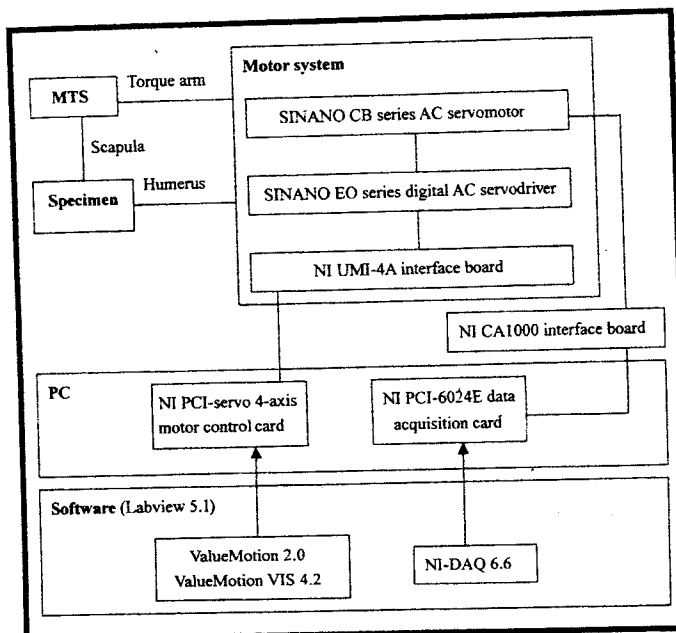 Motor system
MTS
Torque arm
SINANO CB series AC servomotor
Scapula
Specimen
Humerus
SINANO EO series digital AC servodriver
NI UMI-4A interface board
NI CA1000 interface board
PC
NI PCI-servo 4-axis
motor control card
NI PCI-6024E data
acquisition card
Software (Labview 5.1)
ValueMotion 2.0
ValueMotion VIS 4.2
NI-DAQ 6.6